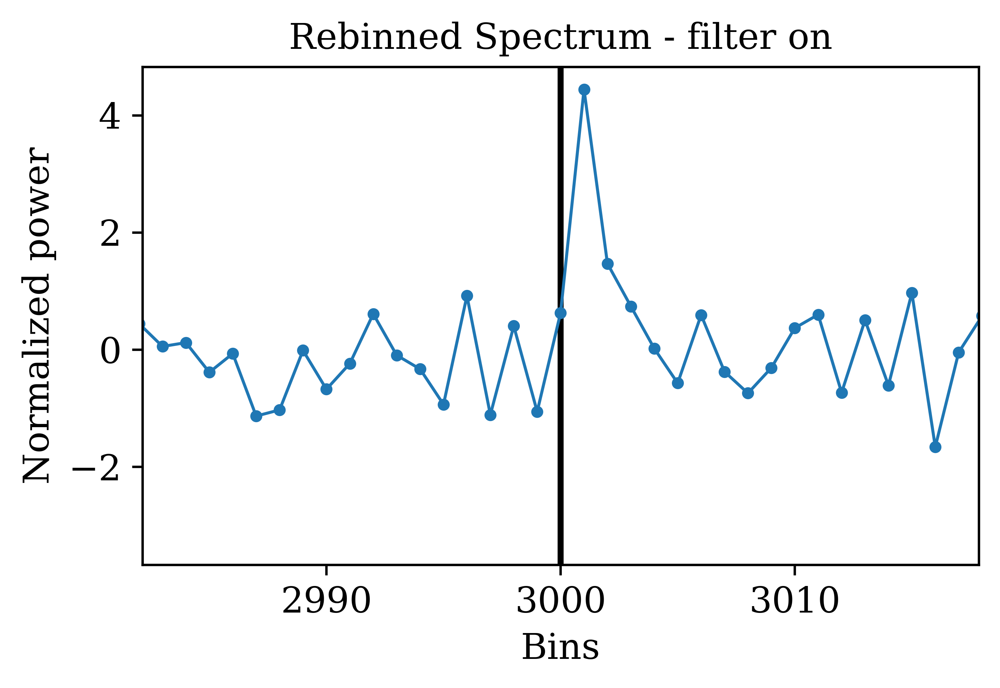 Rebinned Spectrum - filter on
Normalized power
4
2
0
−2
2990 3000 3010
Bins